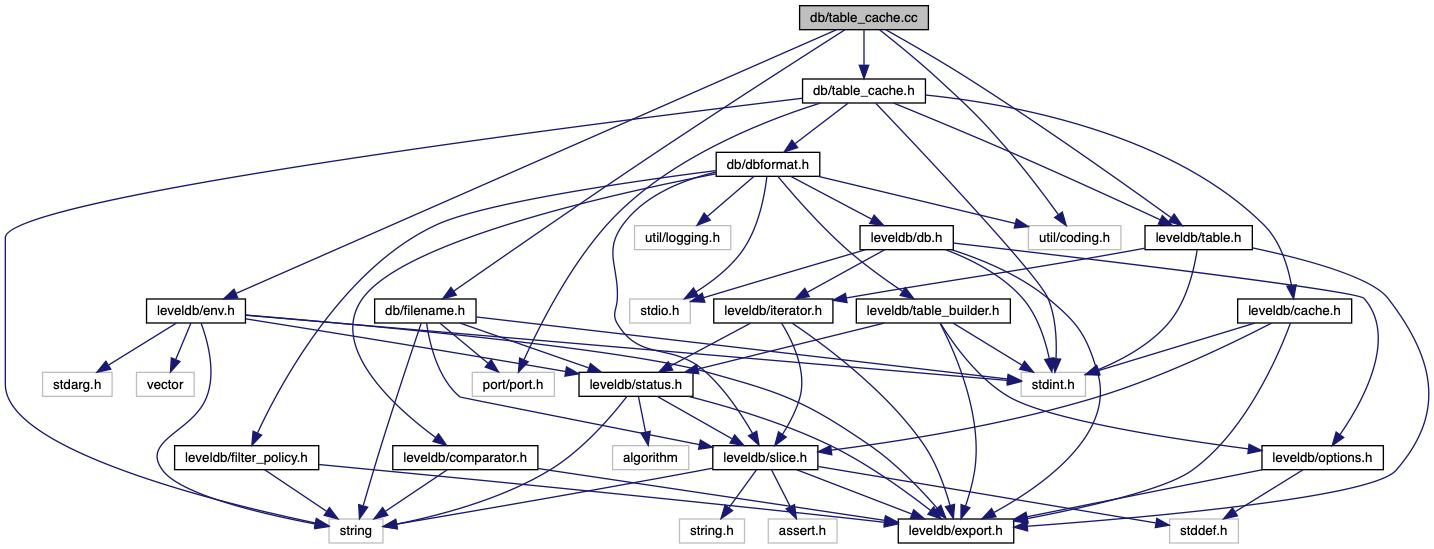 db/table_cache.cc
db/table_cache.h
db/dbformat.h
util/logging.h
leveldb/db.h
util/coding.h
leveldb/table.h
leveldb/env.h
db/filename.h
stdio.h
leveldb/iterator.h
leveldb/table_builder.h
leveldb/cache.h
stdarg.h
vector
port/port.h
leveldb/status.h
stdint.h
leveldb/filter_policy.h
leveldb/comparator.h
algorithm
leveldb/slice.h
leveldb/options.h
string
string.h
assert.h
leveldb/export.h
stddef.h